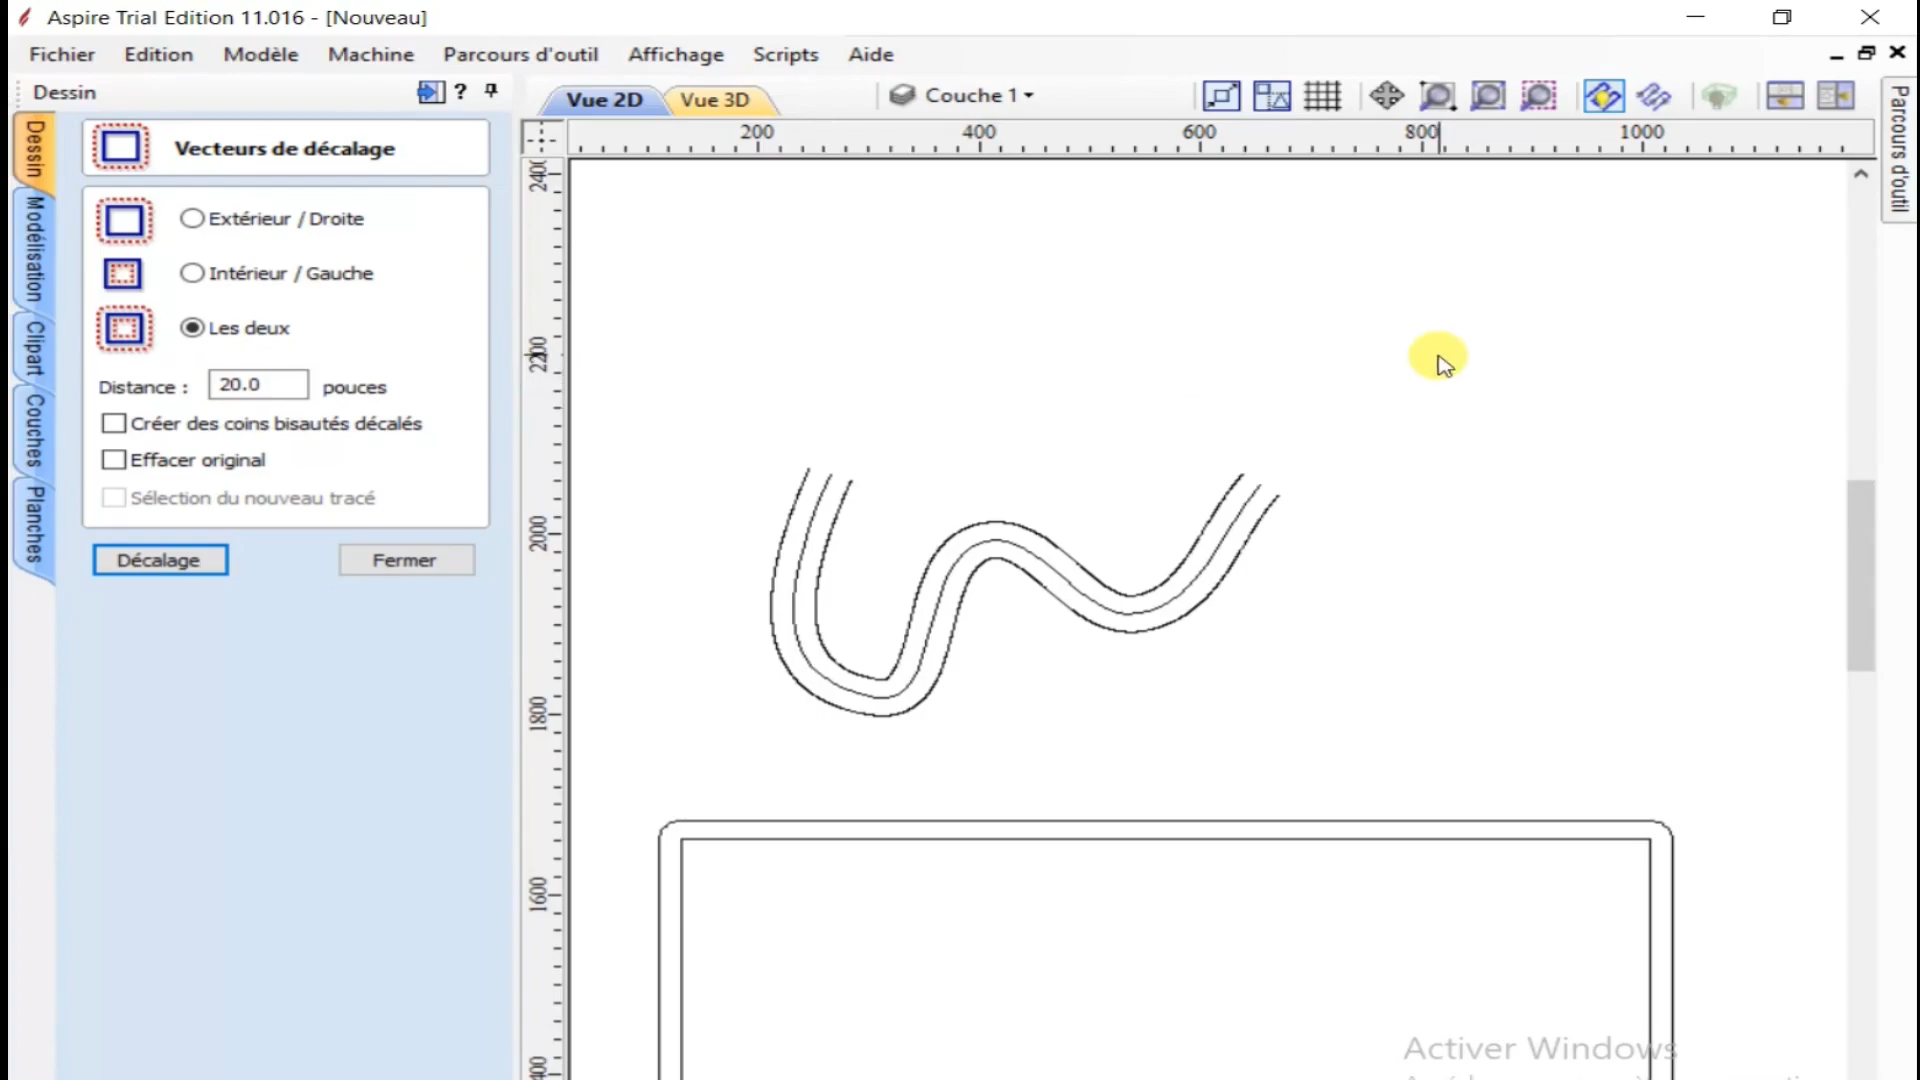 Aspire Trial Edition 11.016 - [Nouveau]
Fichier Edition Modèle Machine Parcours d'outil Affichage Scripts Aide
Dessin ?
Vue 2D Vue 3D Couche 1
Parcours d'outil
Dessin
Modélisation
Clipart
Couches
Planches
Vecteurs de décalage
Extérieur / Droite
Intérieur / Gauche
Les deux
Distance : 20.0 pouces
Créer des coins bisautés décalés
Effacer original
Sélection du nouveau tracé
Décalage Fermer
200 400 600 800 1000
2400
2200
2000
1800
1600
Activer Windows